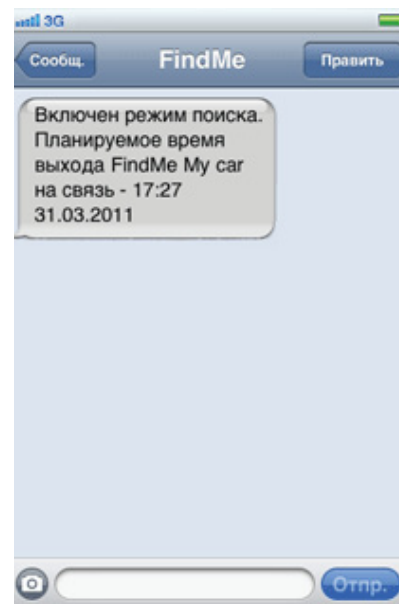 3G
Сообщ. FindMe Править
Включен режим поиска.
Планируемое время
выхода FindMe My car
на связь - 17:27
31.03.2011
Отпр.